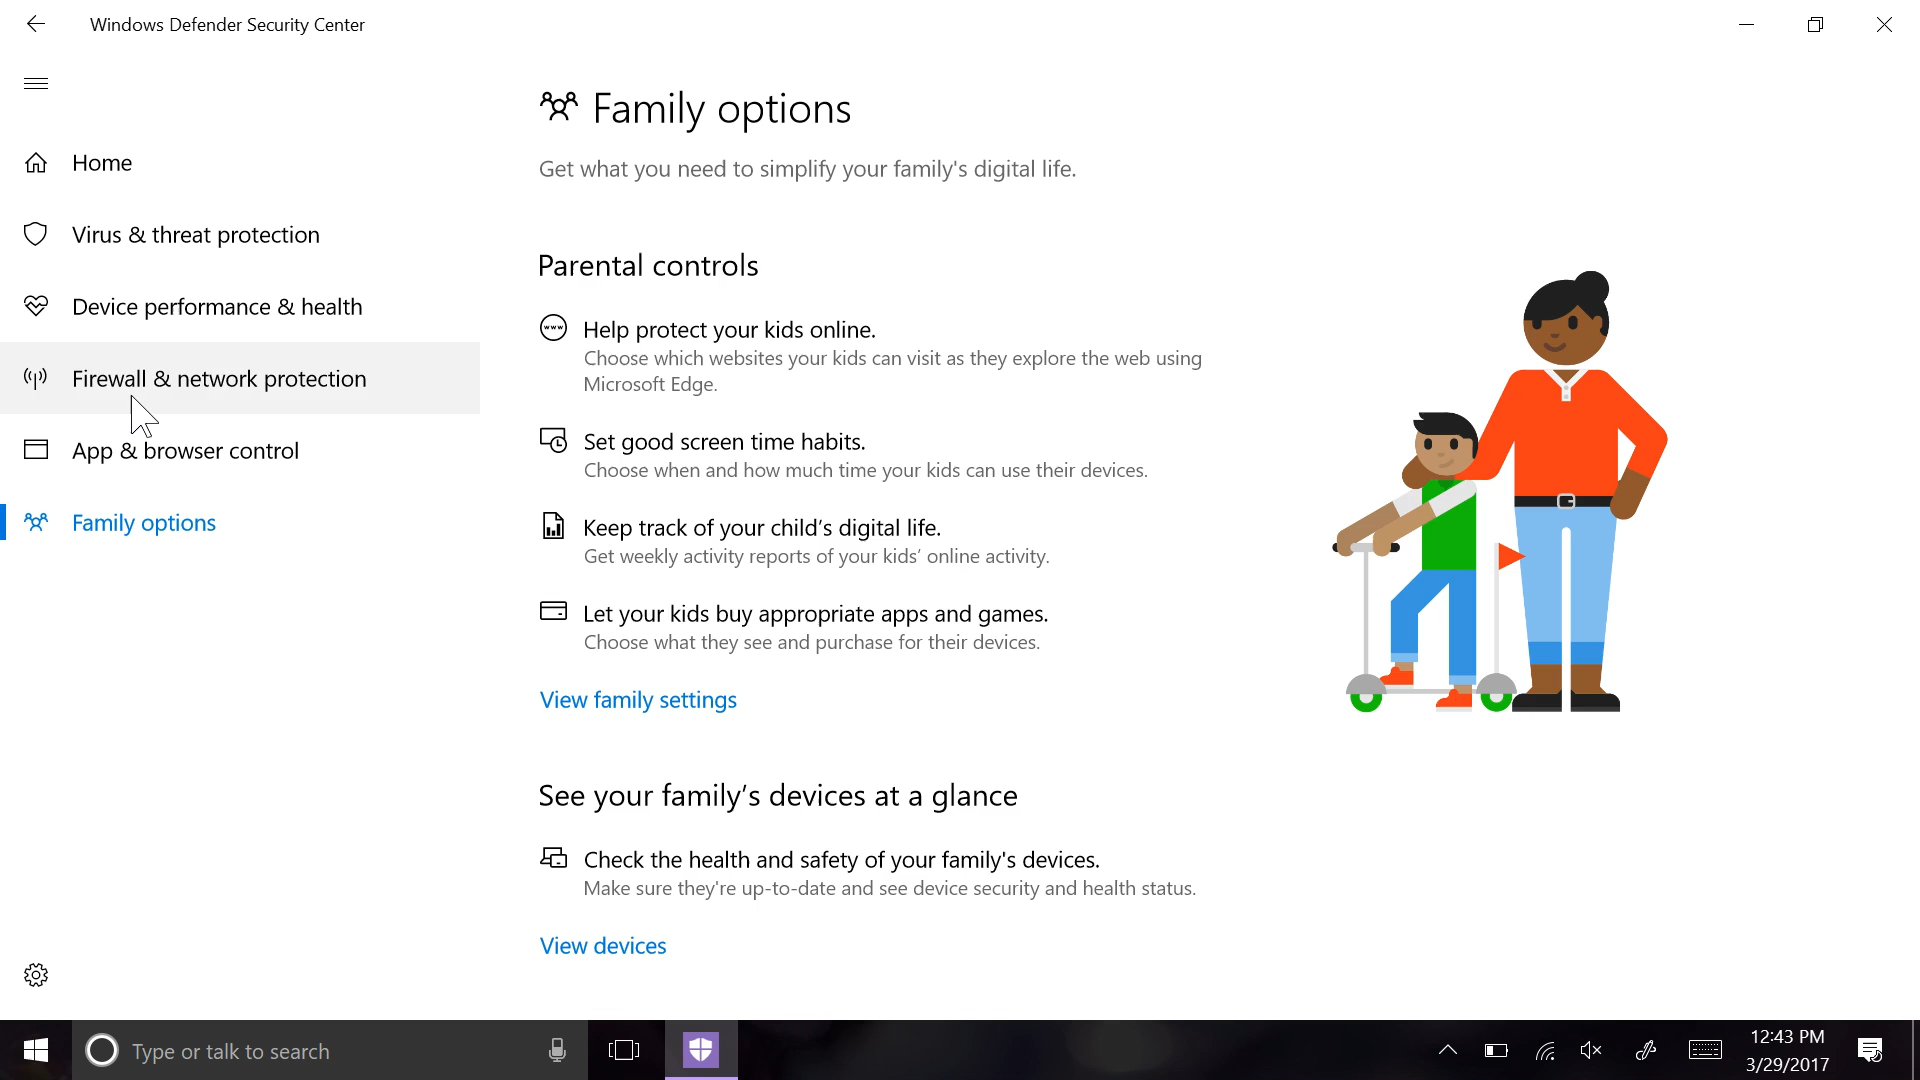 Windows Defender Security Center
Home
Virus & threat protection
Device performance & health
Firewall & network protection
App & browser control
Family options
Family options
Get what you need to simplify your family's digital life.
Parental controls
www
Help protect your kids online.
Choose which websites your kids can visit as they explore the web using
Microsoft Edge.
Set good screen time habits.
Choose when and how much time your kids can use their devices.
Keep track of your child’s digital life.
Get weekly activity reports of your kids’ online activity.
Let your kids buy appropriate apps and games.
Choose what they see and purchase for their devices.
View family settings
See your family’s devices at a glance
Check the health and safety of your family's devices.
Make sure they're up-to-date and see device security and health status.
View devices
Type or talk to search
12:43 PM
3/29/2017